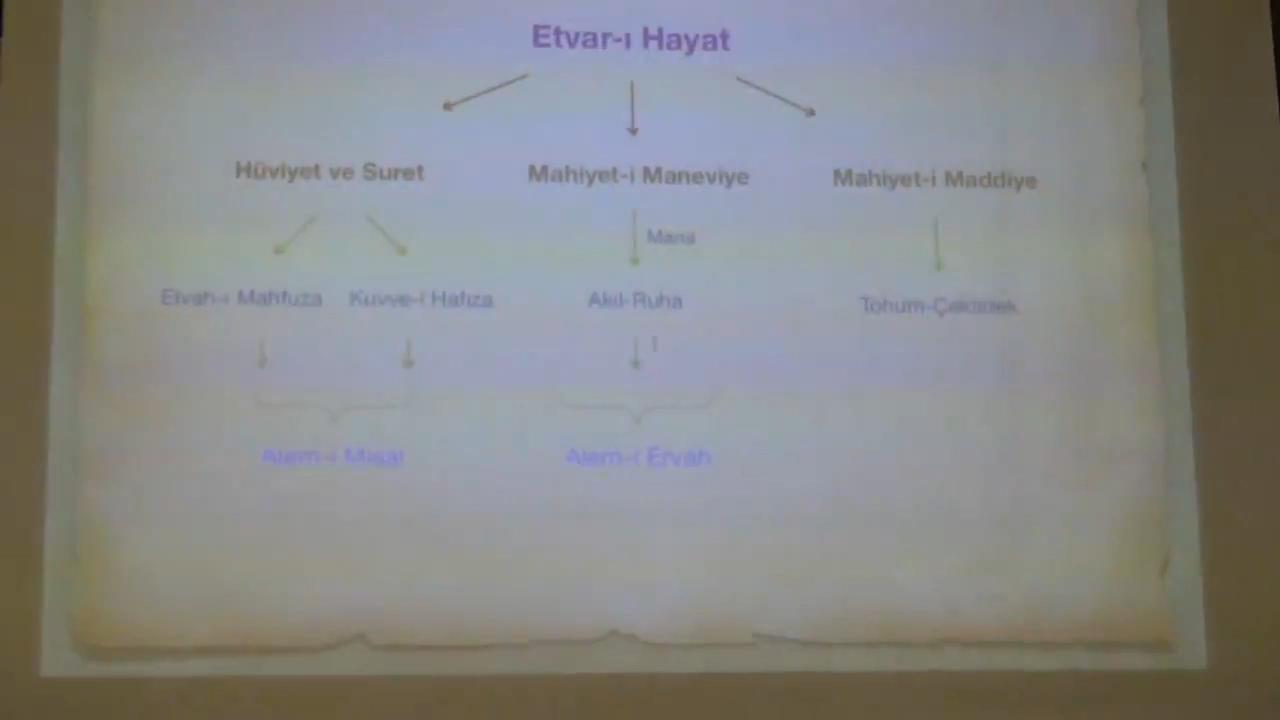 Etvar-ı Hayat
Hüviyet ve Suret
Mahiyet-i Maneviye
Mahiyet-i Maddiye
Mana
Elvah-ı Mahfuza
Kuvve-i Hafıza
Akıl-Ruha
Tohum-Çekirdek
Alem-i Misal
Alem-i Ervah